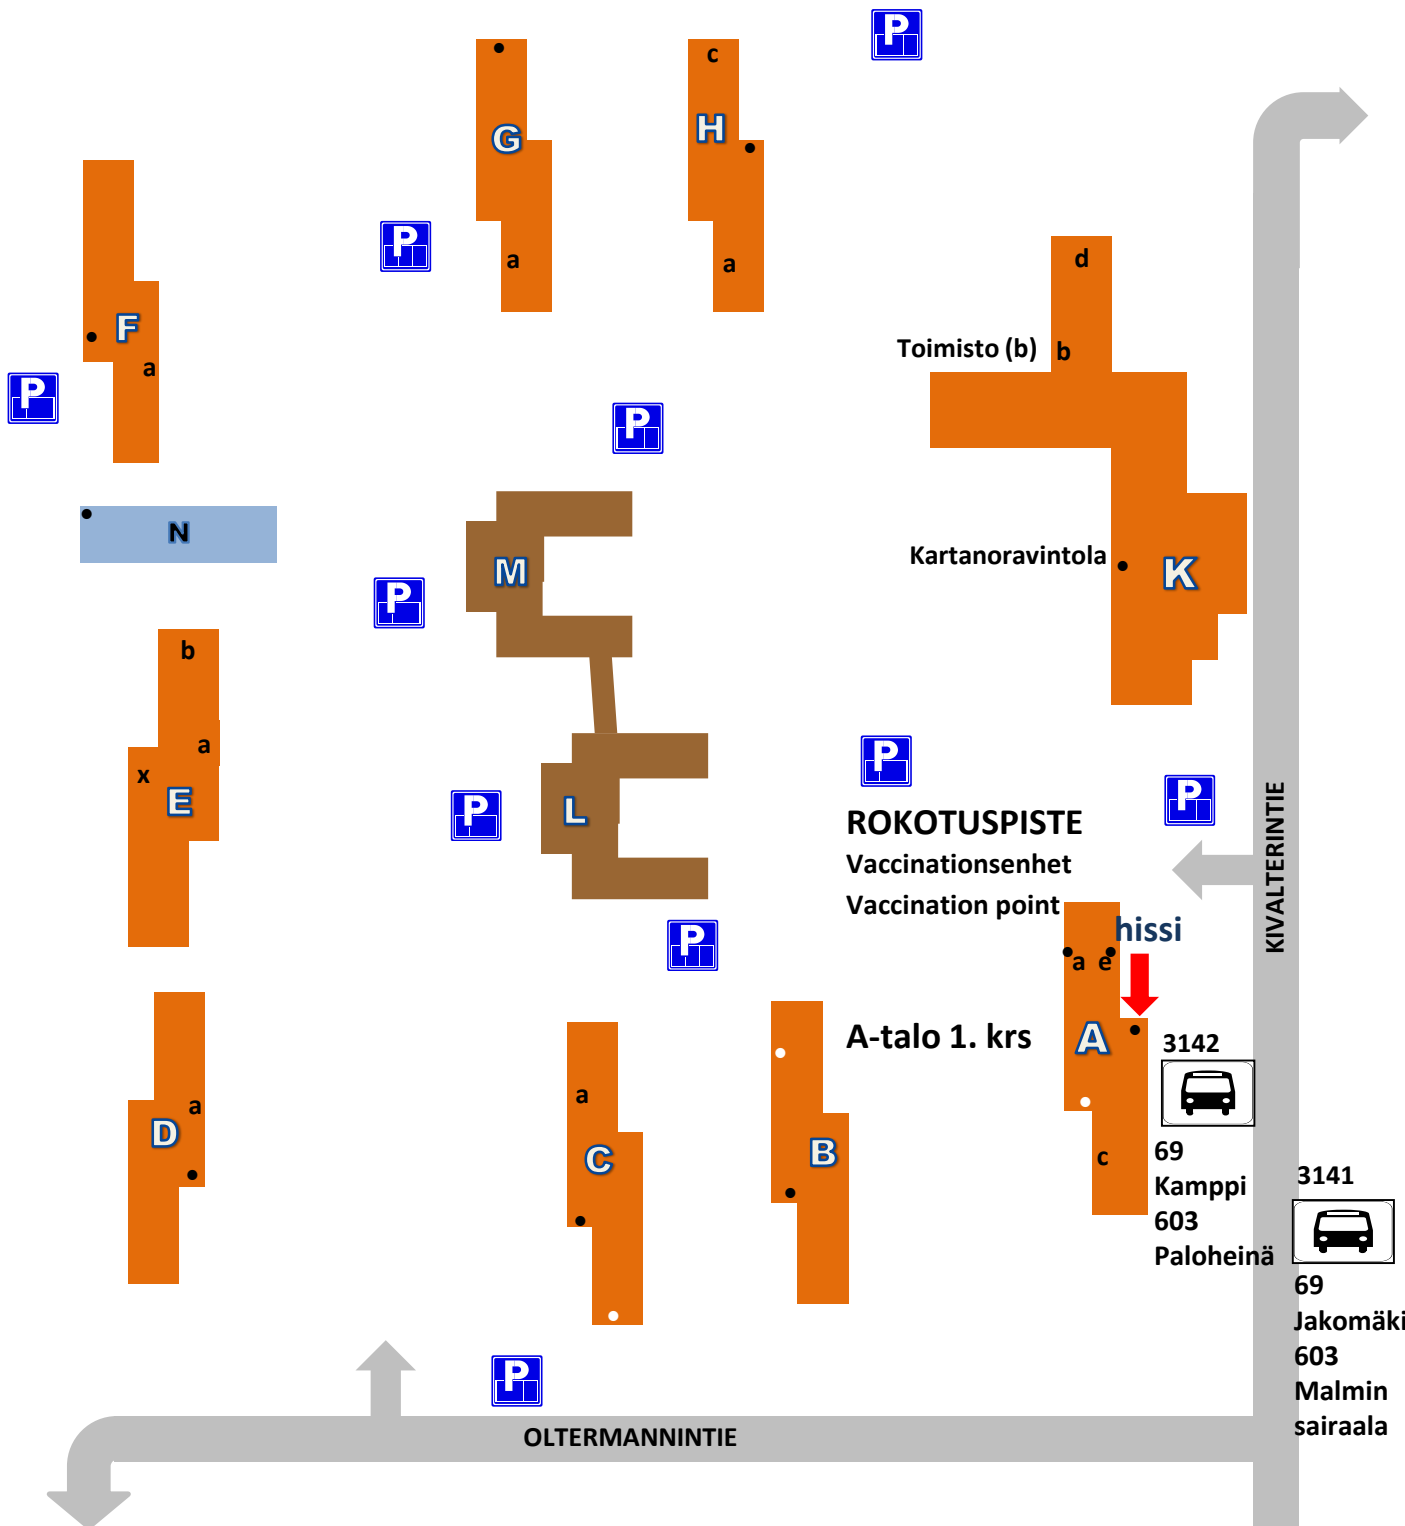 P
c
G
H
a
a
P
F
a
P
d
Toimisto (b)
b
P
N
M
Kartanoravintola
K
P
b
a
x
E
L
P
P
P
ROKOTUSPISTE
Vaccinationsenhet
Vaccination point
KIVALTERINTIE
P
hissi
a
e
A-talo 1. krs
A
c
3142
69
Kamppi
603
Paloheinä
3141
69
Jakomäki
603
Malmin
sairaala
a
D
a
C
B
P
OLTERMANNINTIE